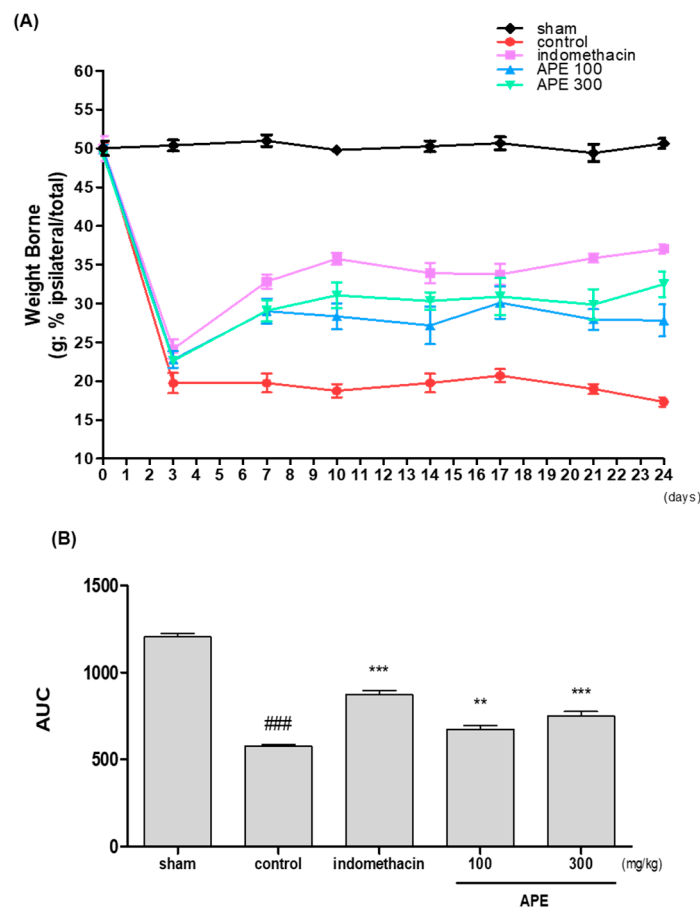 (A)
sham
control
indomethacin
APE 100
APE 300
Weight Borne
(g; % ipsilateral/total)
60
55
50
45
40
35
30
25
20
15
10
0 1 2 3 4 5 6 7 8 9 10 11 12 13 14 15 16 17 18 19 20 21 22 23 24
(days)
(B)
AUC
1500
1000
500
0
###
***
**
***
sham control indomethacin 100 300 (mg/kg)
APE